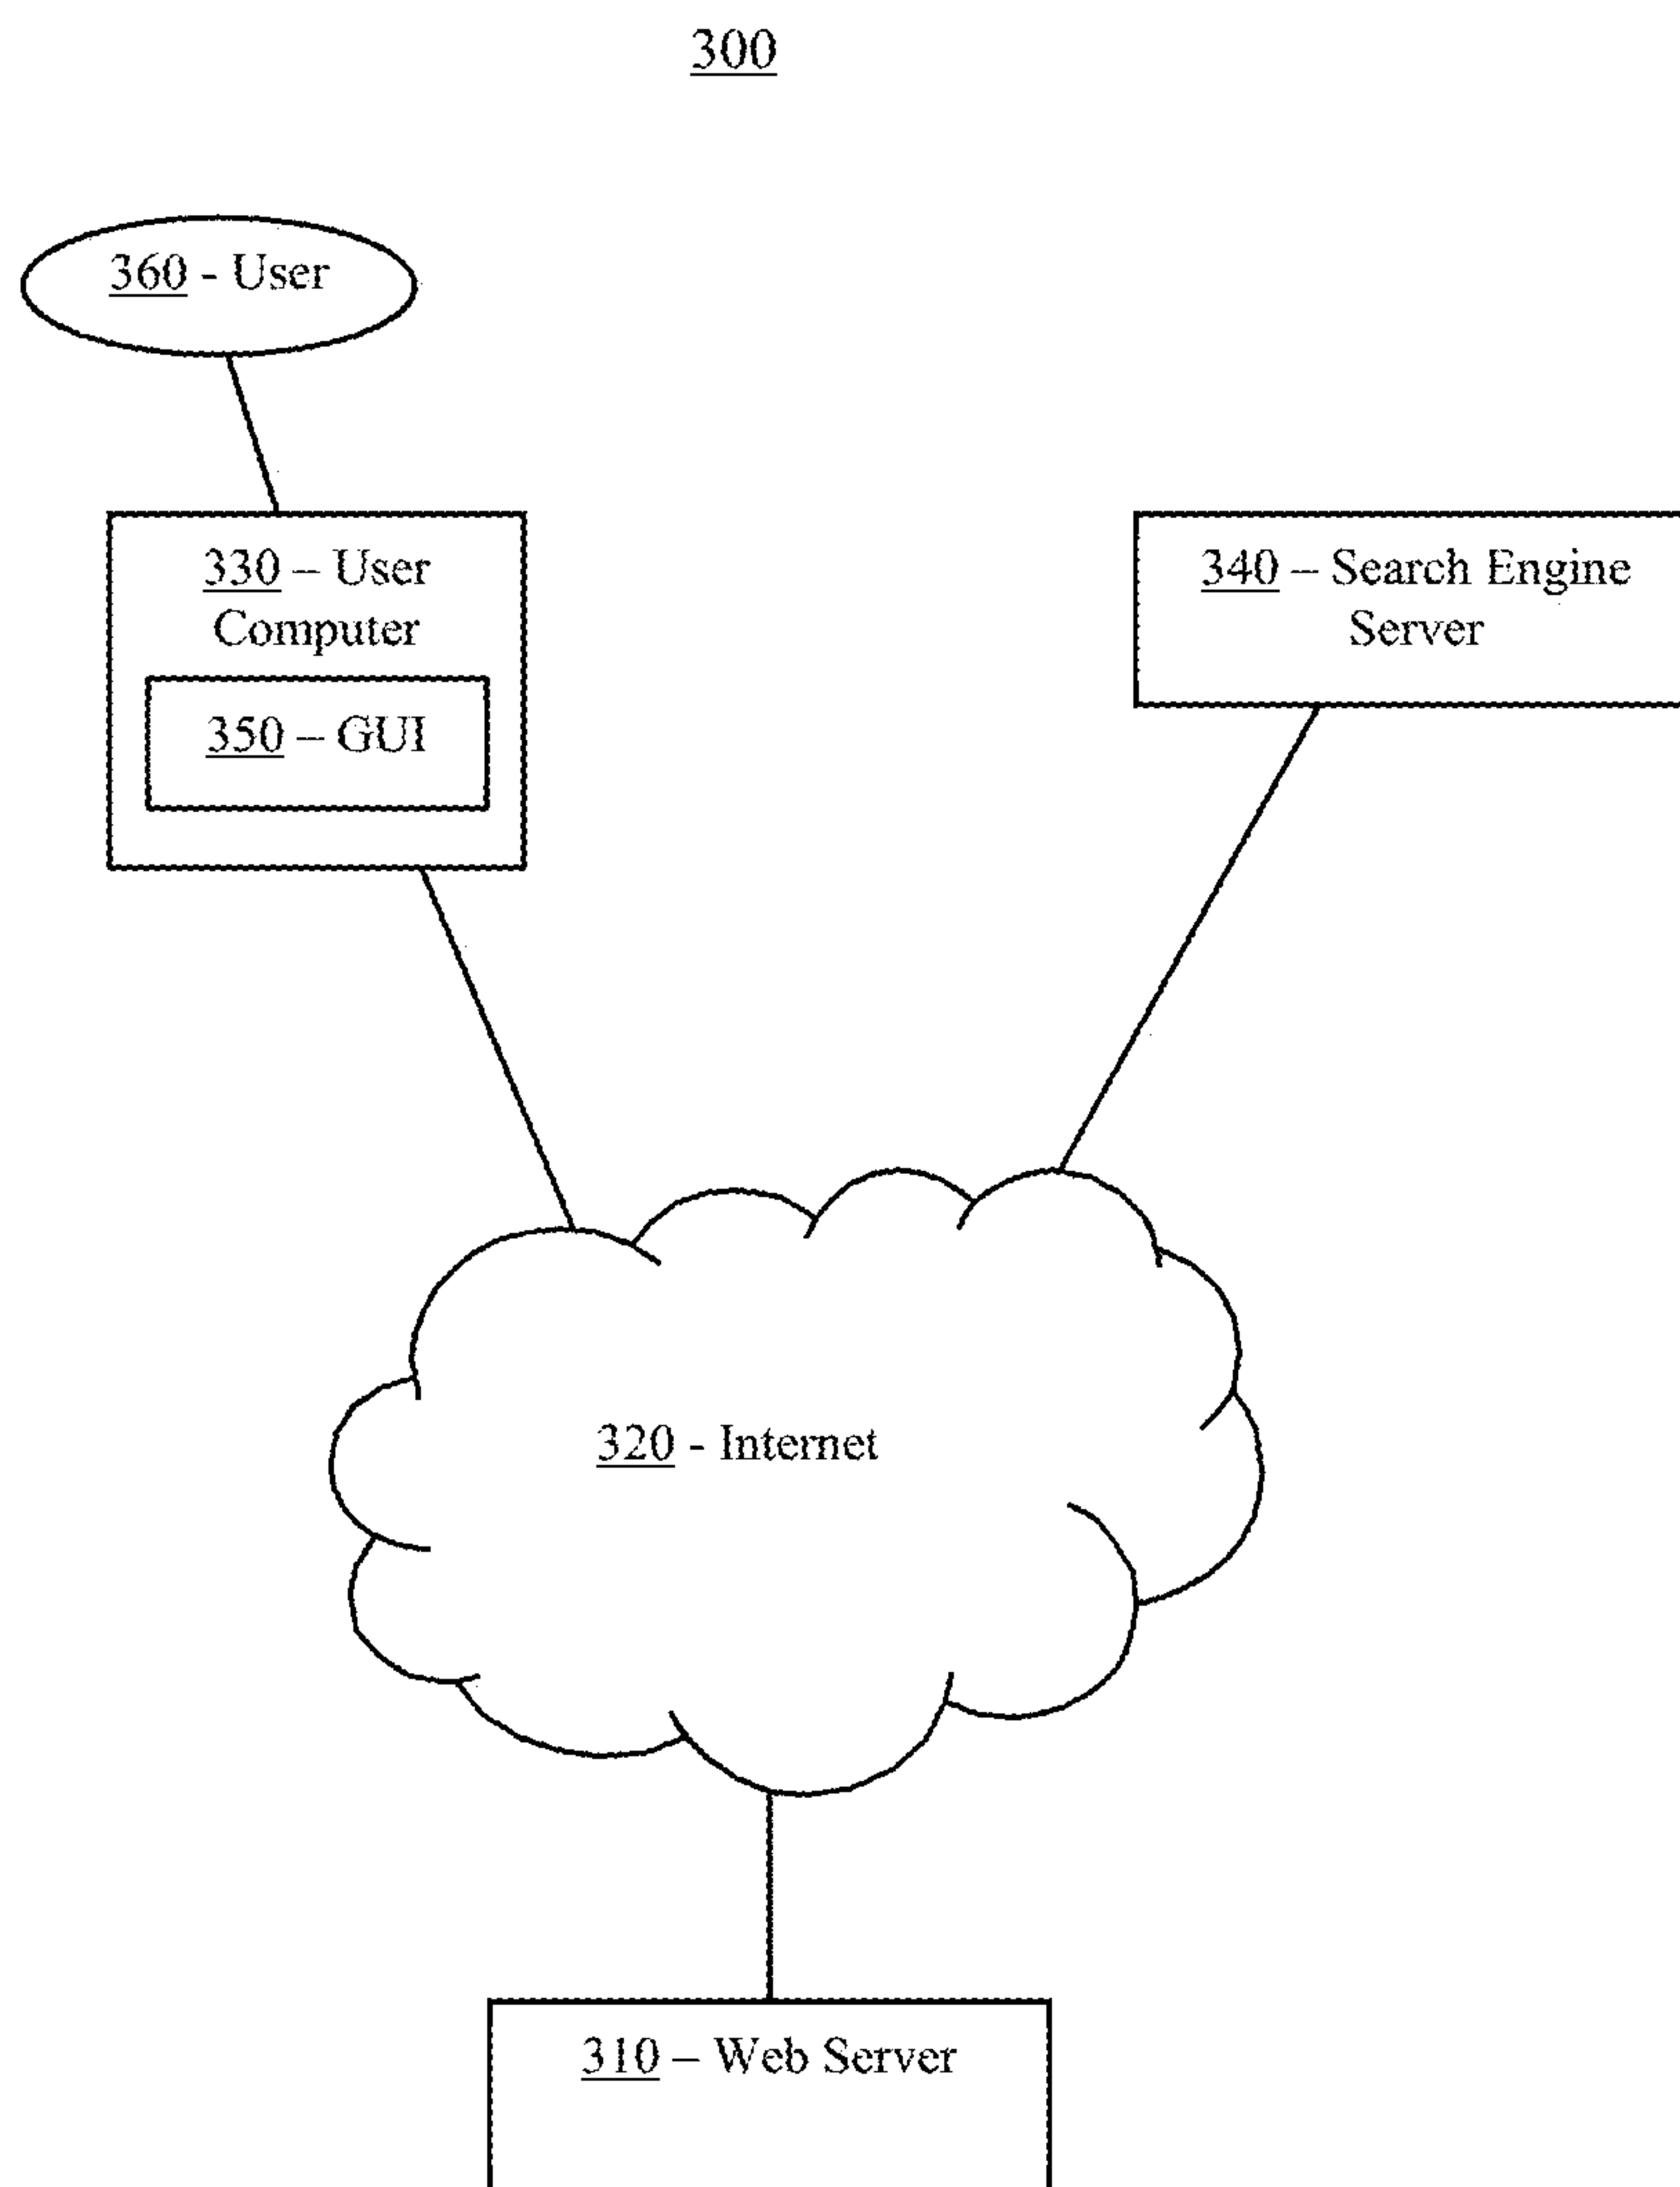 300
360 - User
330 – User
Computer
350 – GUI
340 – Search Engine
Server
320 - Internet
310 – Web Server